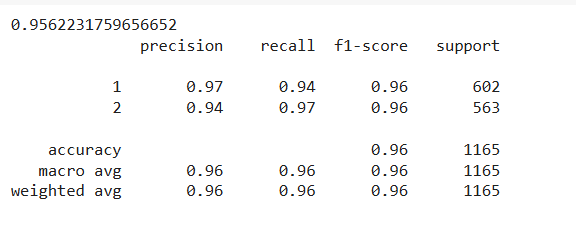 0.9562231759656652
precision recall f1-score support
1 0.97 0.94 0.96 602
2 0.94 0.97 0.96 563
accuracy 0.96 1165
macro avg 0.96 0.96 0.96 1165
weighted avg 0.96 0.96 0.96 1165